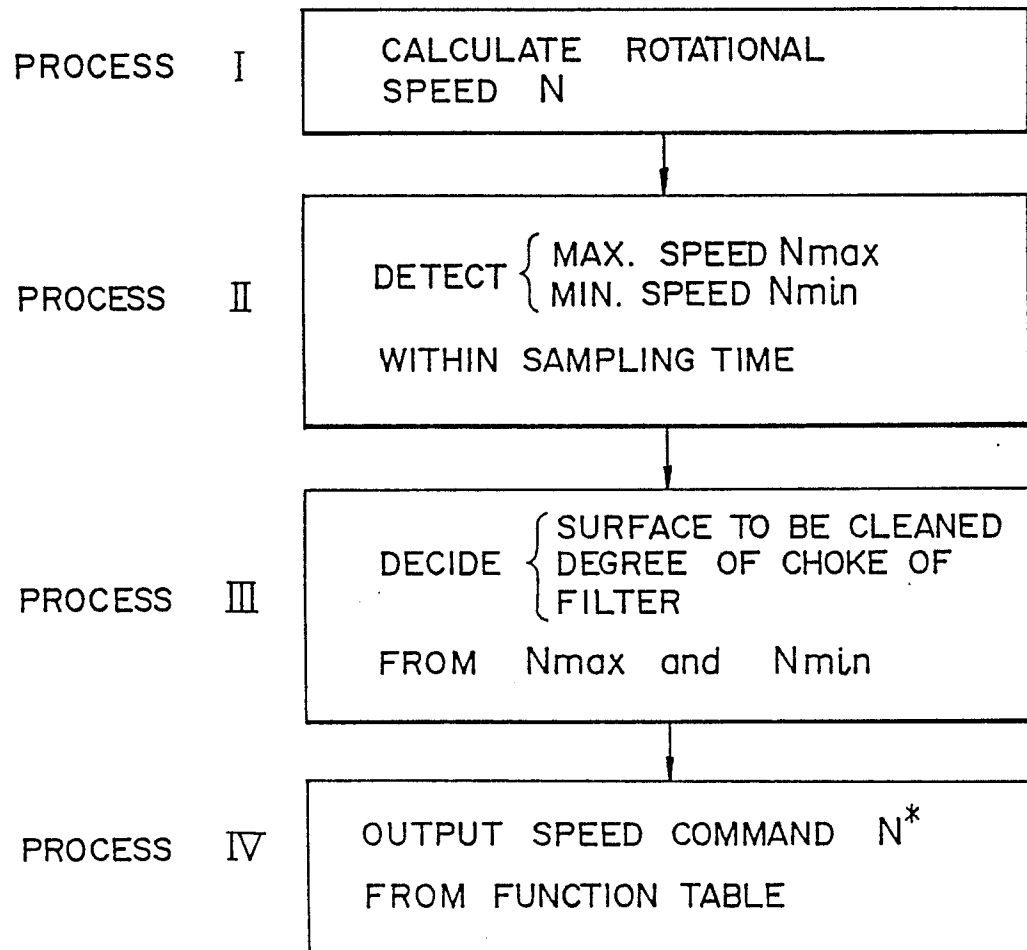 PROCESS I
CALCULATE ROTATIONAL
SPEED N
PROCESS II
DETECT { MAX. SPEED Nmax
MIN. SPEED Nmin
WITHIN SAMPLING TIME
PROCESS III
DECIDE { SURFACE TO BE CLEANED
DEGREE OF CHOKE OF
FILTER
FROM Nmax and Nmin
PROCESS IV
OUTPUT SPEED COMMAND N*
FROM FUNCTION TABLE